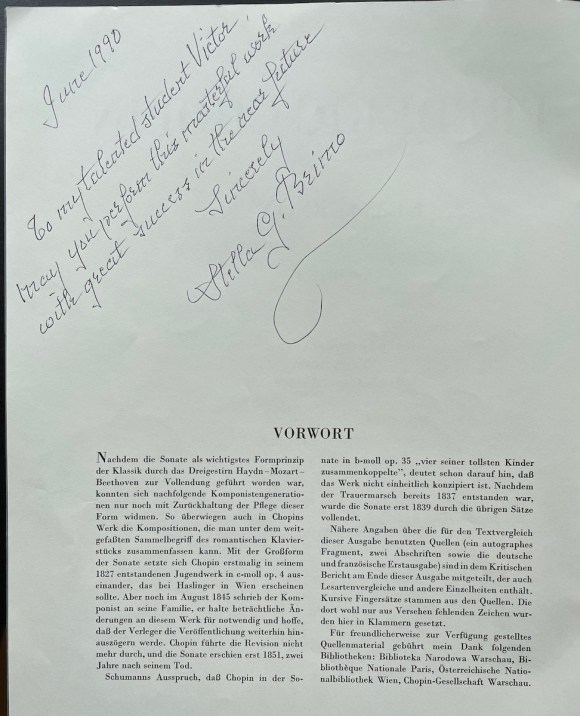 June 1990
To my talented student Victor,
may you perform this masterful work
with great success in the near future
Sincerely
Stella G. Brimo
VORWORT
Nachdem die Sonate als wichtigstes Formprinzip
der Klassik durch das Dreigestirn Haydn–Mozart–
Beethoven zur Vollendung geführt worden war,
konnten sich nachfolgende Komponistengeneratio-
nen nur noch mit Zurückhaltung der Pflege dieser
Form widmen. So überwiegen auch in Chopins
Werk die Kompositionen, die man unter dem weit-
gefaßten Sammelbegriff des romantischen Klavier-
stücks zusammenfassen kann. Mit der Großform
der Sonate setzte sich Chopin erstmalig in seinem
1827 entstandenen Jugendwerk in c-moll op. 4 aus-
einander, das bei Haslinger in Wien erscheinen
sollte. Aber noch im August 1845 schrieb der Kom-
ponist an seine Familie, er halte beträchtliche Än-
derungen an diesem Werk für notwendig und hoffe,
daß der Verleger die Veröffentlichung weiterhin hin-
auszögern werde. Chopin führte die Revision nicht
mehr durch, und die Sonate erschien erst 1851, zwei
Jahre nach seinem Tod.
Schumanns Ausspruch, daß Chopin in der So-
nate in b-moll op. 35 „vier seiner tollsten Kinder
zusammenkoppelte”, deutet schon darauf hin, daß
das Werk nicht einheitlich konzipiert ist. Nachdem
der Trauermarsch bereits 1837 entstanden war,
wurde die Sonate erst 1839 durch die übrigen Sätze
vollendet.
Nähere Angaben über die für den Textvergleich
dieser Ausgabe benutzten Quellen (ein autographes
Fragment, zwei Abschriften sowie die deutsche
und französische Erstausgabe) sind in dem Kritischen
Bericht am Ende dieser Ausgabe mitgeteilt, der auch
Lesartenvergleiche und andere Einzelheiten enthält.
Kursive Fingersätze stammen aus den Quellen. Die
dort wohl nur aus Versehen fehlenden Zeichen wur-
den hier in Klammern gesetzt.
Für freundlicherweise zur Verfügung gestelltes
Quellenmaterial gebührt mein Dank folgenden
Bibliotheken: Biblioteka Narodowa Warschau, Bi-
bliothèque Nationale Paris, Österreichische Natio-
nalbibliothek Wien, Chopin-Gesellschaft Warschau.